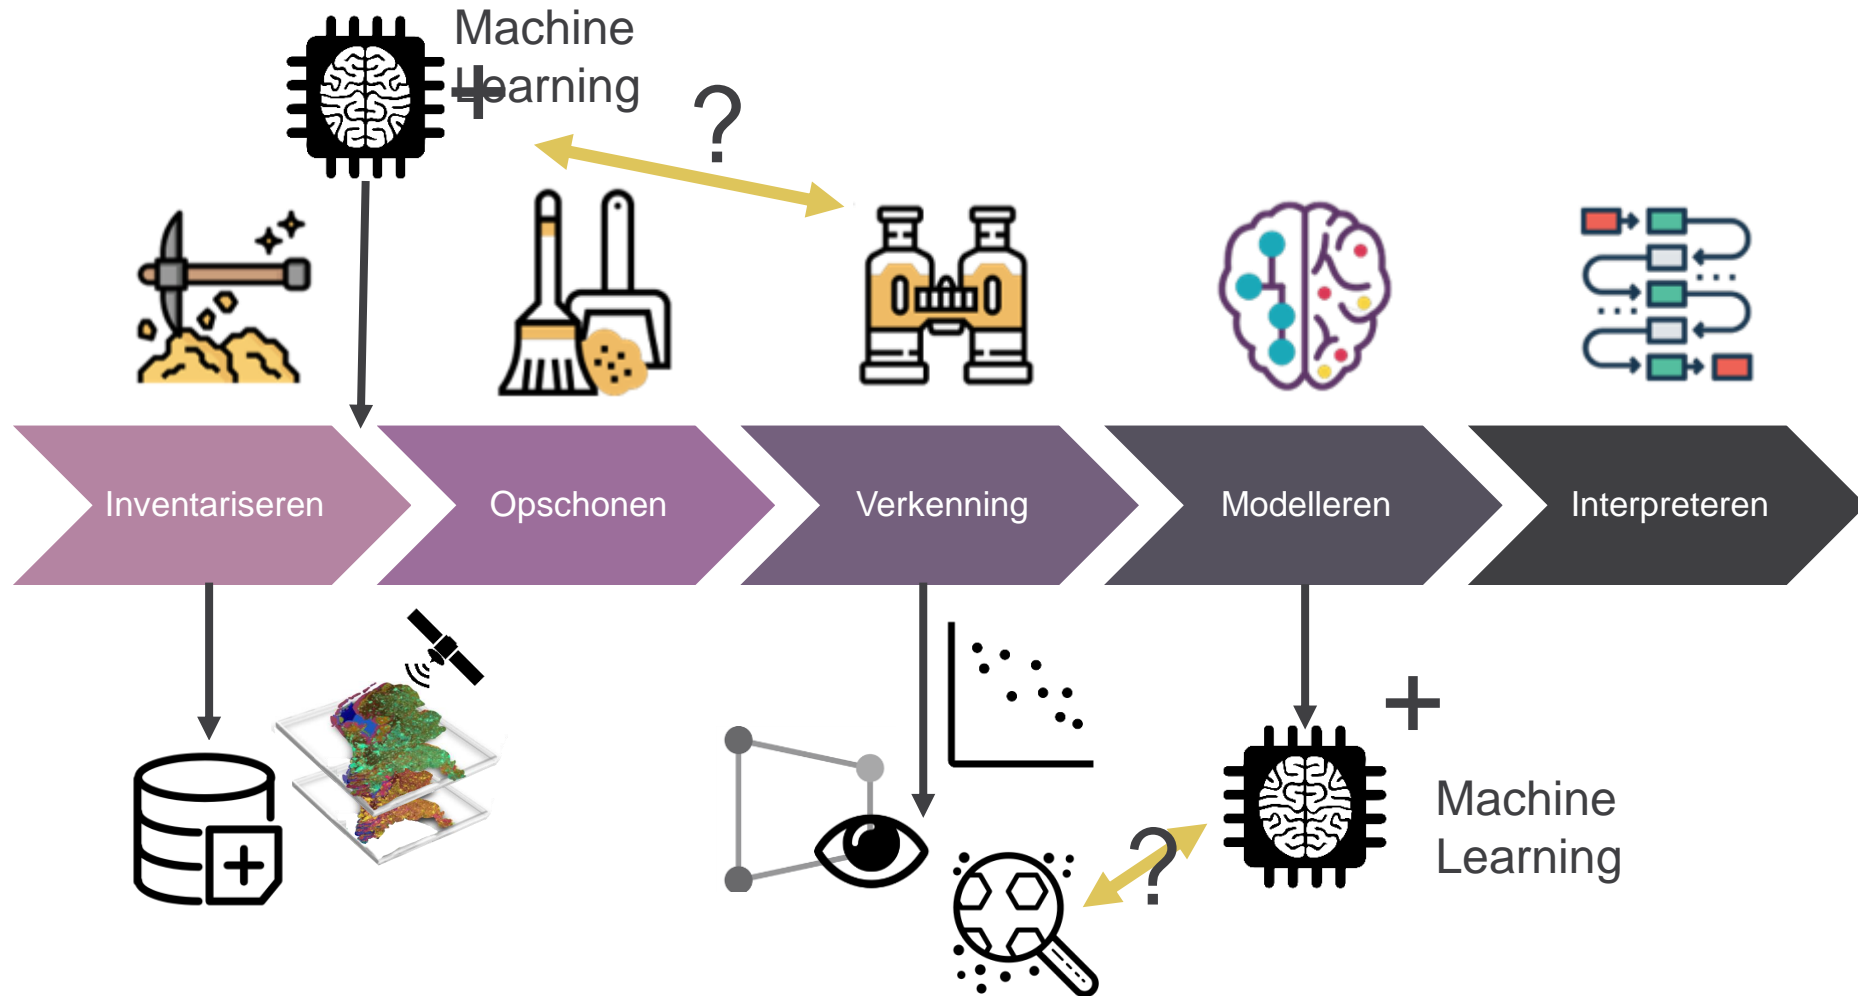 Machine
Learning
+
?
Inventariseren
Opschonen
Verkenning
Modelleren
Interpreteren
+
?
Machine
Learning